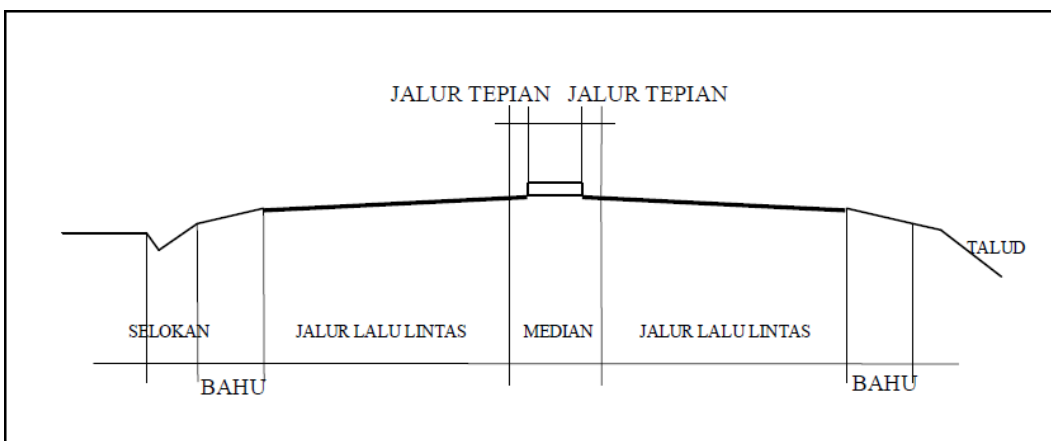 JALUR TEPIAN JALUR TEPIAN
TALUD
SELOKAN JALUR LALU LINTAS MEDIAN JALUR LALU LINTAS
BAHU BAHU